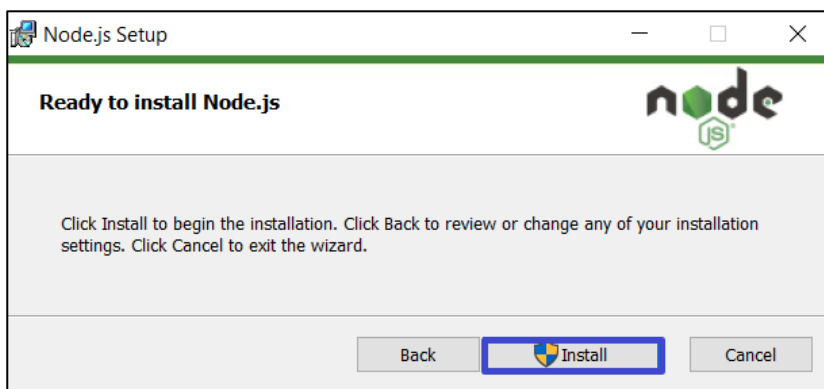 Node.js Setup
Ready to install Node.js
node
JS
Click Install to begin the installation. Click Back to review or change any of your installation
settings. Click Cancel to exit the wizard.
Back Install Cancel